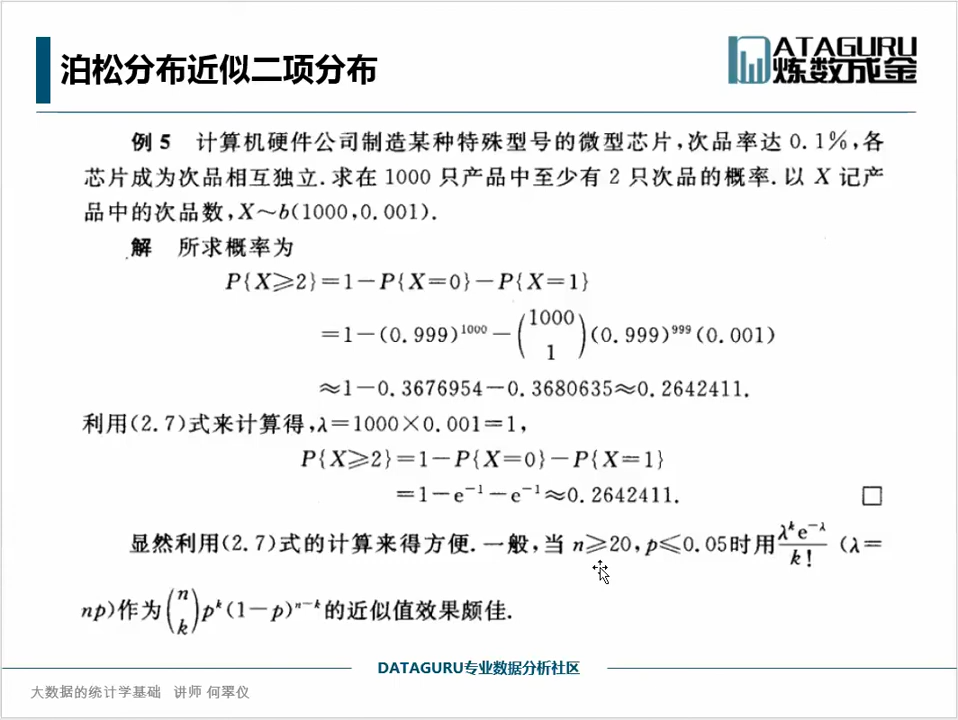 泊松分布近似二项分布
DATAGURU
炼数成金
例 5 计算机硬件公司制造某种特殊型号的微型芯片,次品率达 0.1%,各
芯片成为次品相互独立.求在 1000 只产品中至少有 2 只次品的概率.以 X 记产
品中的次品数,X～b(1000,0.001).
解 所求概率为
P{X≥2}=1-P{X=0}-P{X=1}
=1-(0.999)^1000-(1000 1)(0.999)^999(0.001)
≈1-0.3676954-0.3680635≈0.2642411.
利用(2.7)式来计算得,λ=1000×0.001=1,
P{X≥2}=1-P{X=0}-P{X=1}
=1-e^-1-e^-1≈0.2642411. □
显然利用(2.7)式的计算来得方便.一般,当 n≥20,p≤0.05时用 λ^k e^-λ / k! (λ=
np)作为(n k)p^k(1-p)^n-k的近似值效果颇佳.
DATAGURU专业数据分析社区
大数据的统计学基础 讲师 何翠仪